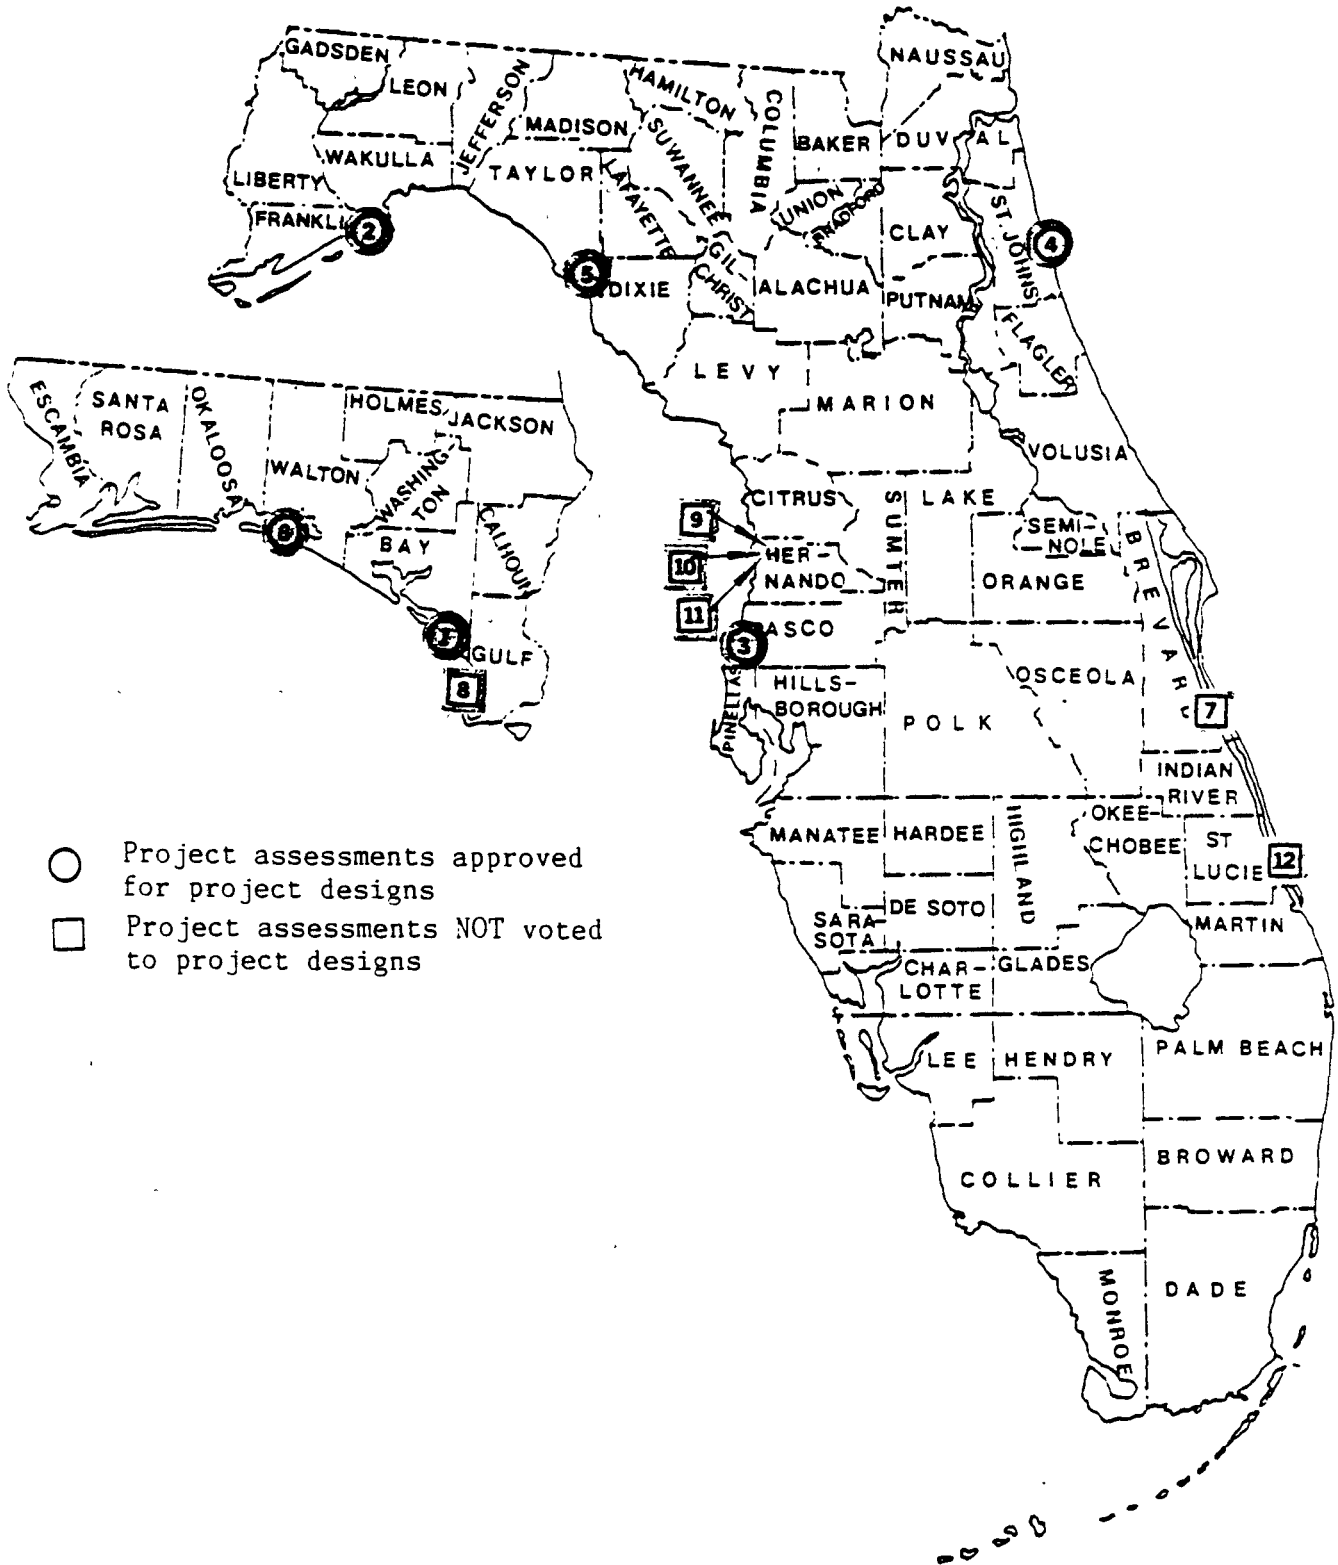 NAUSSAU
GADSDEN
LEON
JEFFERSON
HAMILTON
MADISON
COLUMBIA
BAKER
DUVAL
SUWANNEE
WAKULLA
TAYLOR
LAFAYETTE
LIBERTY
UNION
BRADFORD
ST. JOHNS
FRANKLI
2
CLAY
4
5
DIXIE
GIL-
CHRIST
ALACHUA
PUTNAM
FLAGLER
LEVY
MARION
ESCAMBIA
SANTA
ROSA
OKALOOSA
HOLMES
JACKSON
WALTON
WASHING
TON
CALHOUN
BAY
GULF
8
VOLUSIA
CITRUS
SUMTER
LAKE
SEMI-
NOLE
BREVARD
9
10
11
HER-
NANDO
ORANGE
3
ASCO
PINELLAS
HILLS-
BOROUGH
POLK
OSCEOLA
7
INDIAN
RIVER
MANATEE
HARDEE
HIGHLAND
OKEE-
CHOBEE
ST
LUCIE
12
SARA-
SOTA
DE SOTO
MARTIN
CHAR-
LOTTE
GLADES
LEE
HENDRY
PALM BEACH
COLLIER
BROWARD
MONROE
DADE
Project assessments approved
for project designs
Project assessments NOT voted
to project designs